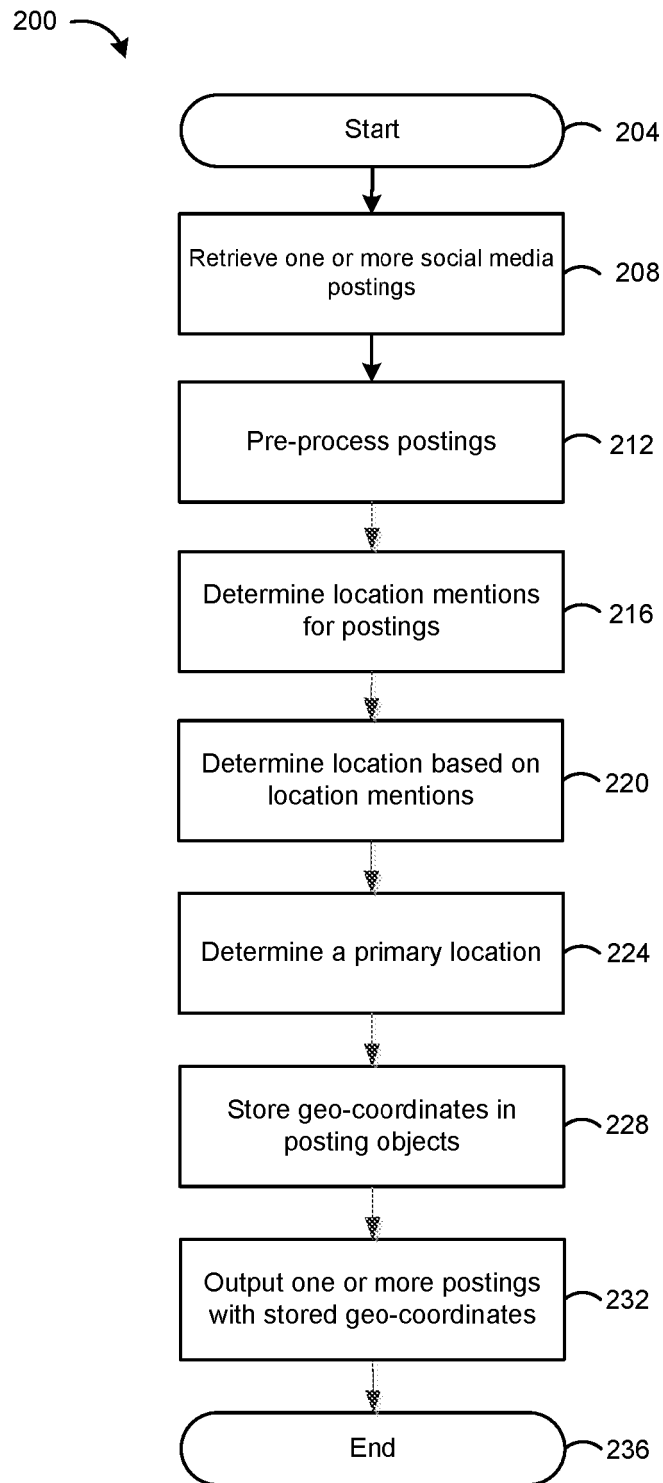 200
Start
204
Retrieve one or more social media
postings
208
Pre-process postings
212
Determine location mentions
for postings
216
Determine location based on
location mentions
220
Determine a primary location
224
Store geo-coordinates in
posting objects
228
Output one or more postings
with stored geo-coordinates
232
End
236